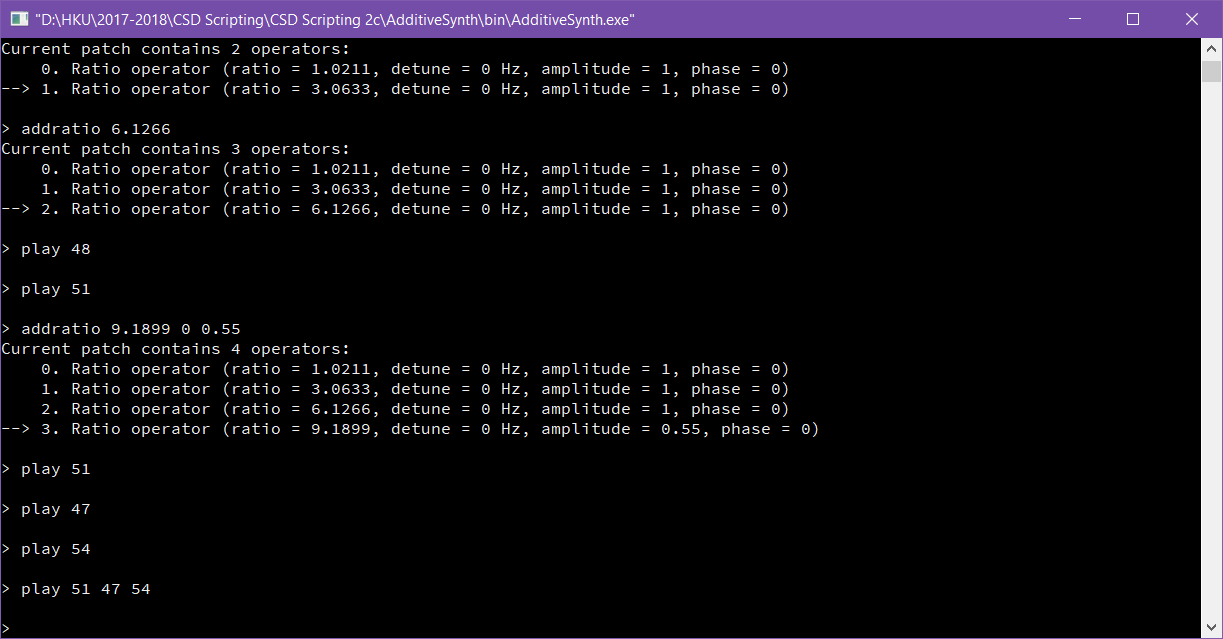 "D:\HKU\2017-2018\CSD Scripting\CSD Scripting 2c\AdditiveSynth\bin\AdditiveSynth.exe"
Current patch contains 2 operators:
    0. Ratio operator (ratio = 1.0211, detune = 0 Hz, amplitude = 1, phase = 0)
--> 1. Ratio operator (ratio = 3.0633, detune = 0 Hz, amplitude = 1, phase = 0)
> addratio 6.1266
Current patch contains 3 operators:
    0. Ratio operator (ratio = 1.0211, detune = 0 Hz, amplitude = 1, phase = 0)
    1. Ratio operator (ratio = 3.0633, detune = 0 Hz, amplitude = 1, phase = 0)
--> 2. Ratio operator (ratio = 6.1266, detune = 0 Hz, amplitude = 1, phase = 0)
> play 48
> play 51
> addratio 9.1899 0 0.55
Current patch contains 4 operators:
    0. Ratio operator (ratio = 1.0211, detune = 0 Hz, amplitude = 1, phase = 0)
    1. Ratio operator (ratio = 3.0633, detune = 0 Hz, amplitude = 1, phase = 0)
    2. Ratio operator (ratio = 6.1266, detune = 0 Hz, amplitude = 1, phase = 0)
--> 3. Ratio operator (ratio = 9.1899, detune = 0 Hz, amplitude = 0.55, phase = 0)
> play 51
> play 47
> play 54
> play 51 47 54
>